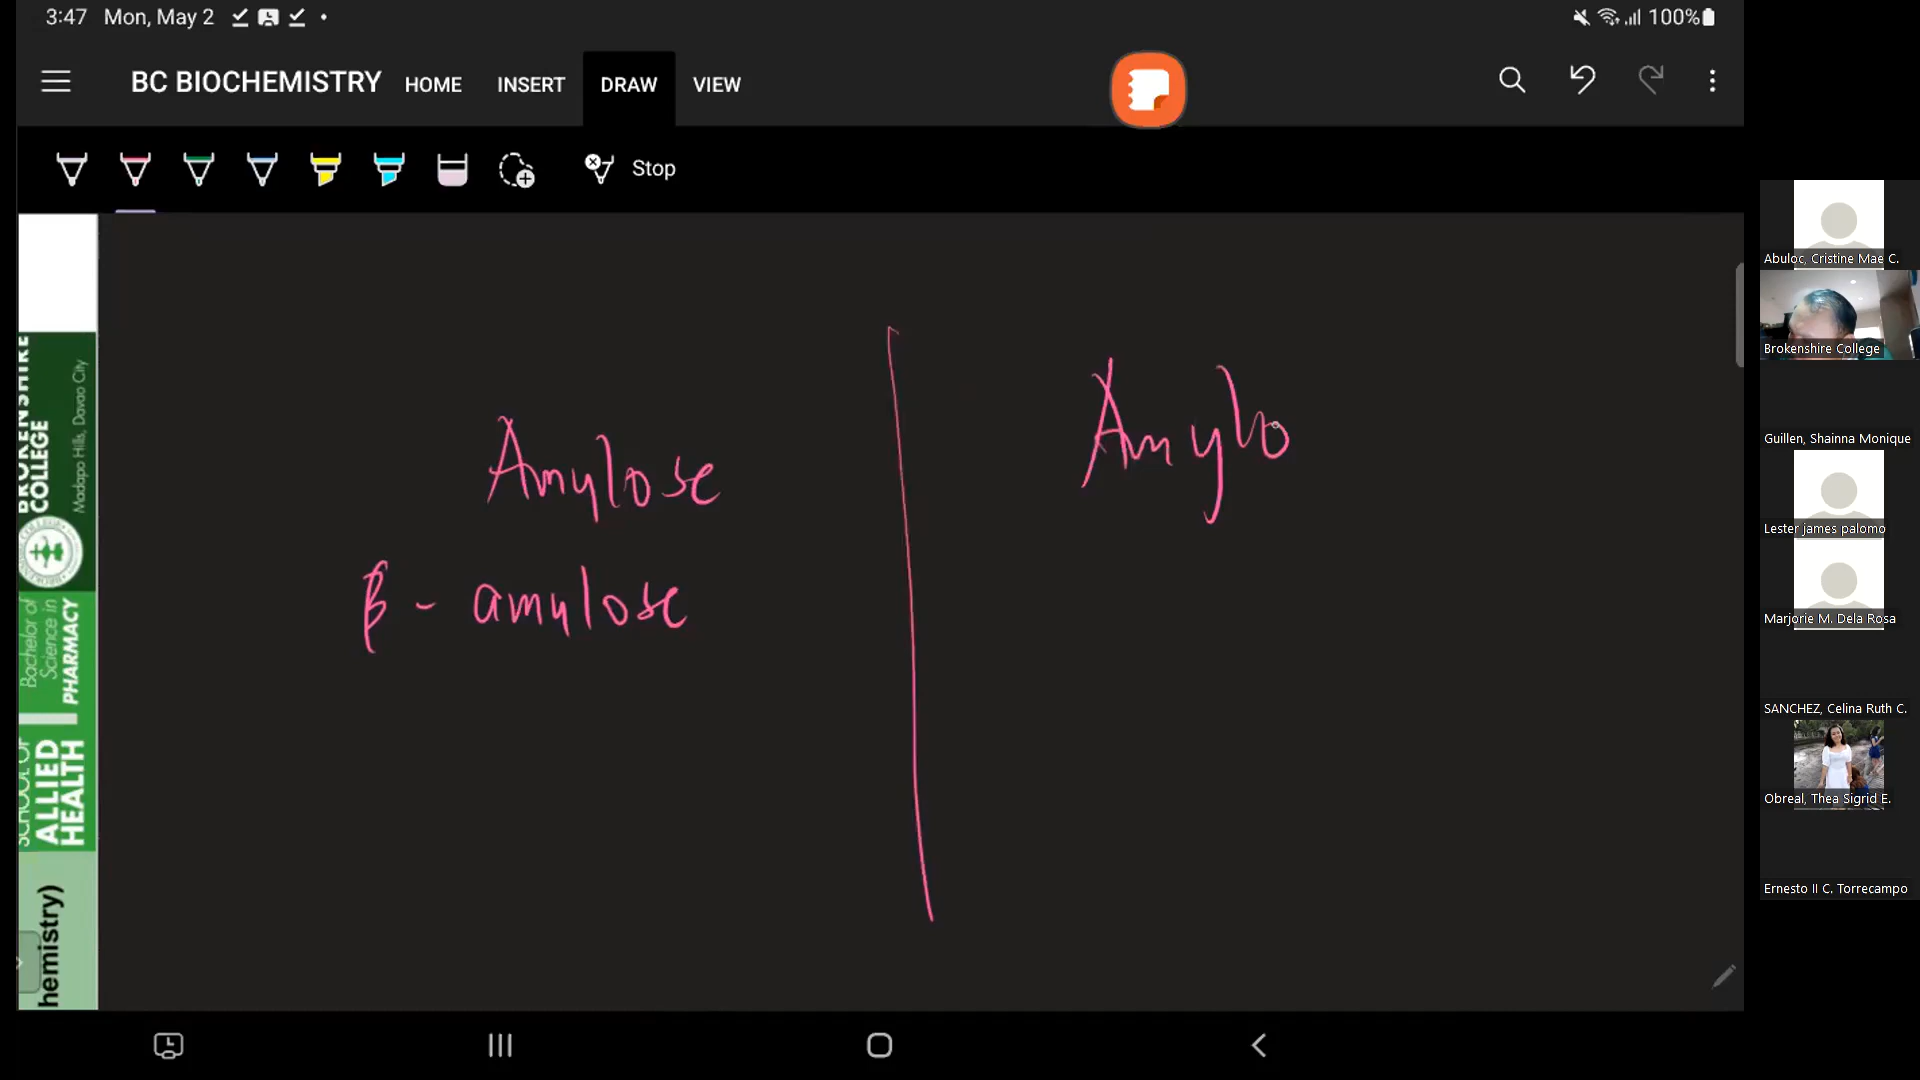 3:47 Mon, May 2
100%
BC BIOCHEMISTRY HOME INSERT DRAW VIEW
Stop
BROKENSHIRE
COLLEGE
Madapo Hills, Davao City
Bachelor of
Science in
PHARMACY
SCHOOL OF
ALLIED
HEALTH
hemistry)
Amylose
β - amylose
Amylo
Abuloc, Cristine Mae C.
Brokenshire College
Guillen, Shainna Monique
Lester james palomo
Marjorie M. Dela Rosa
SANCHEZ, Celina Ruth C.
Obreal, Thea Sigrid E.
Ernesto II C. Torrecampo